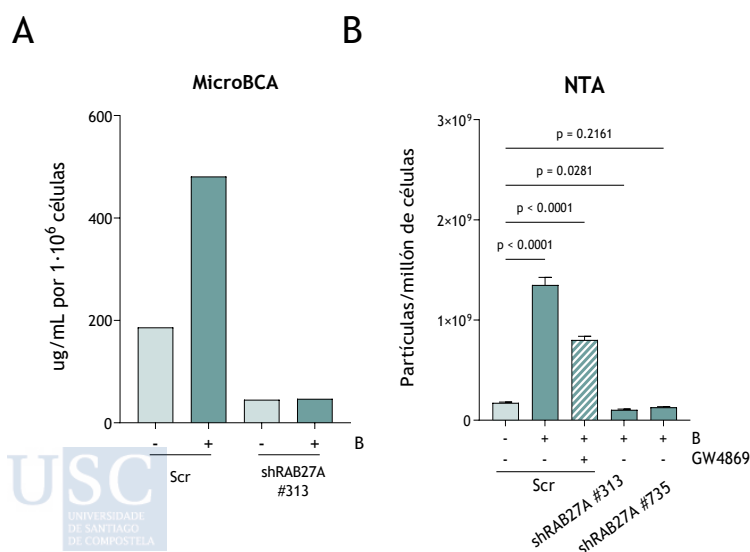 A
B
MicroBCA
ug/mL por 1·10⁶ células
600
400
200
0
- + - + B
Scr
shRAB27A
#313
NTA
Partículas/millón de células
3×10⁹
2×10⁹
1×10⁹
0
p = 0.2161
p = 0.0281
p < 0.0001
p < 0.0001
- + + + + B
- - + - - GW4869
Scr
shRAB27A #313
shRAB27A #735
USC
UNIVERSIDADE
DE SANTIAGO
DE COMPOSTELA